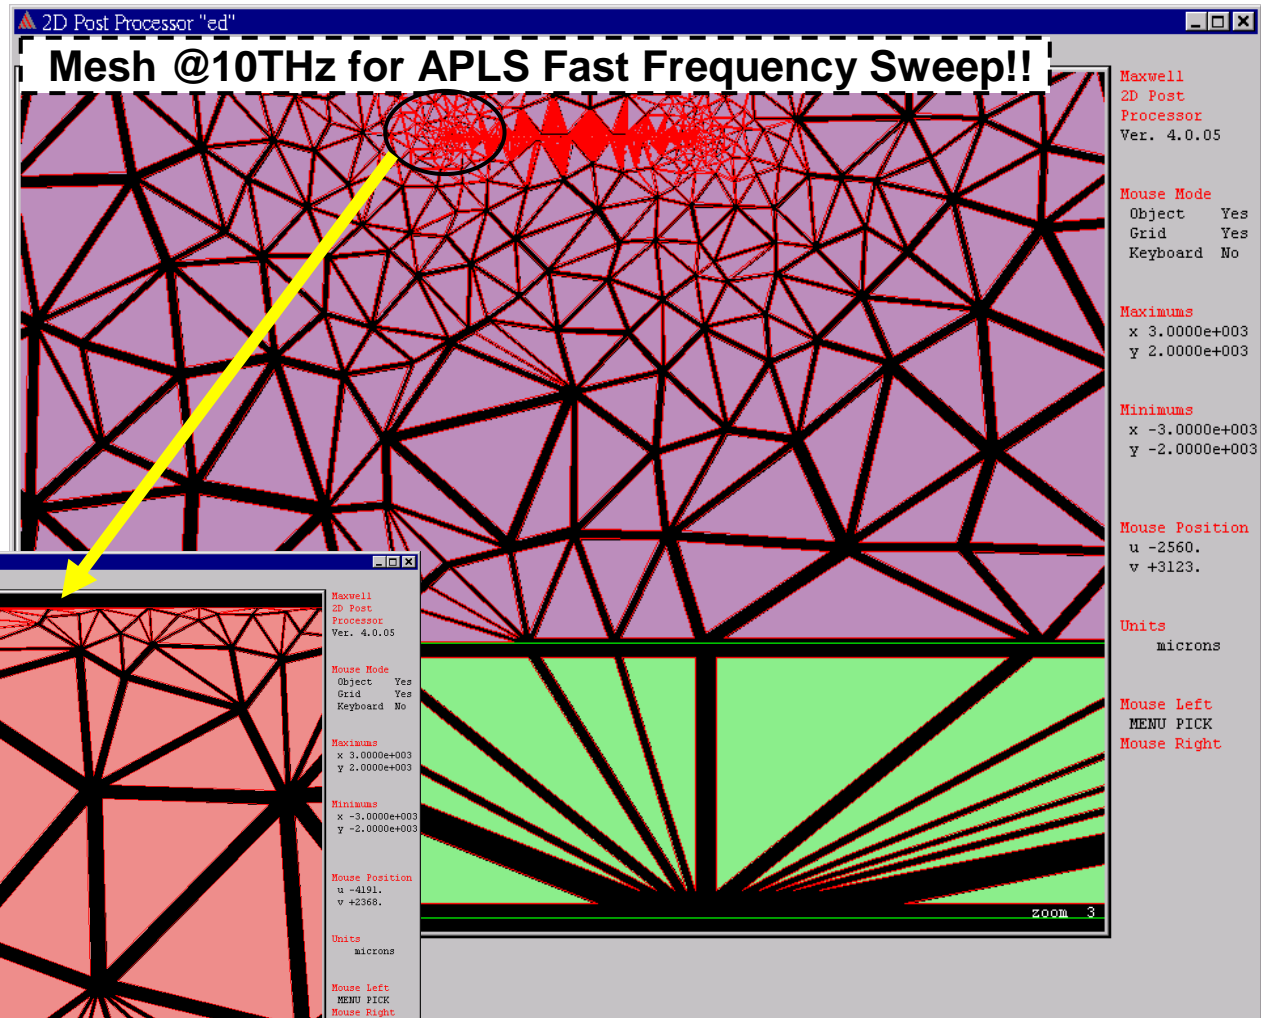 2D Post Processor "ed"
Mesh @10THz for APLS Fast Frequency Sweep!!
Maxwell
2D Post
Processor
Ver. 4.0.05
Mouse Mode
Object Yes
Grid Yes
Keyboard No
Maximums
x 3.0000e+003
y 2.0000e+003
Minimums
x -3.0000e+003
y -2.0000e+003
Mouse Position
u -2560.
v +3123.
Units
microns
Mouse Left
MENU PICK
Mouse Right
zoom 3
Maxwell
2D Post
Processor
Ver. 4.0.05
Mouse Mode
Object Yes
Grid Yes
Keyboard No
Maximums
x 3.0000e+003
y 2.0000e+003
Minimums
x -3.0000e+003
y -2.0000e+003
Mouse Position
u -4191.
v +2368.
Units
microns
Mouse Left
MENU PICK
Mouse Right